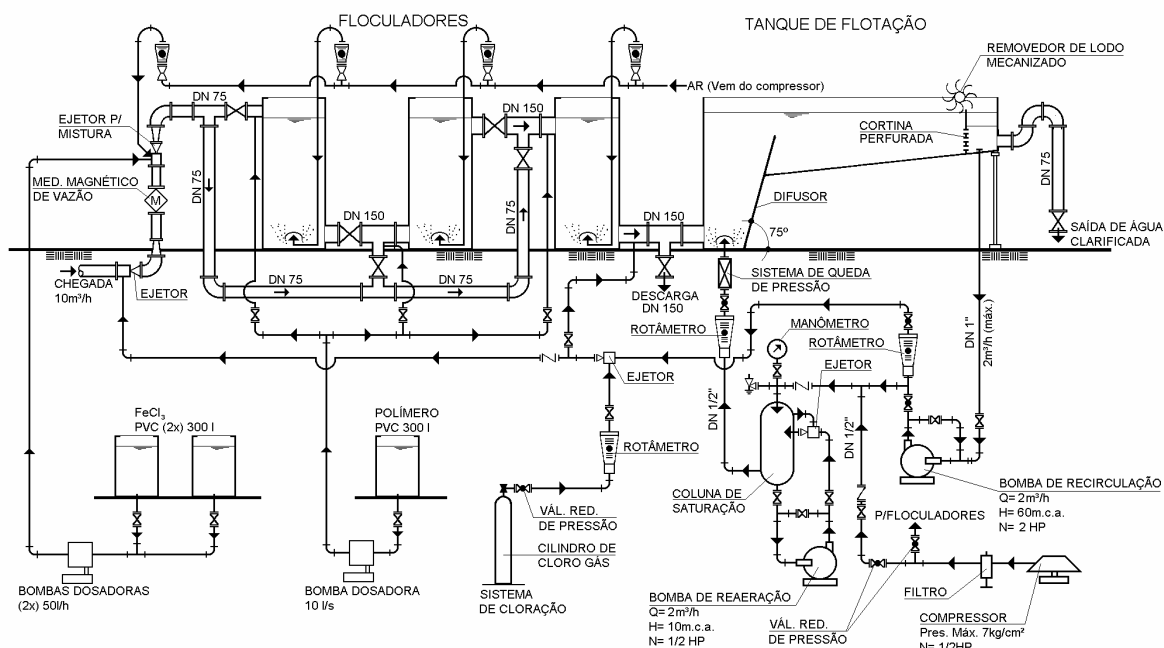 FLOCULADORES
TANQUE DE FLOTAÇÃO
REMOVEDOR DE LODO
MECANIZADO
AR (Vem do compressor)
DN 75
DN 150
EJETOR P/
MISTURA
CORTINA
PERFURADA
MED. MAGNÉTICO
DE VAZÃO
M
DN 75
DN 75
DN 75
DIFUSOR
75º
DN 150
DN 150
SAÍDA DE ÁGUA
CLARIFICADA
CHEGADA
10m³/h
EJETOR
DN 75
DN 75
DESCARGA
DN 150
SISTEMA DE QUEDA
DE PRESSÃO
ROTÂMETRO
MANÔMETRO
ROTÂMETRO
EJETOR
DN 1"
2m³/h (máx.)
EJETOR
DN 1/2"
DN 1/2"
FeCl₃
PVC (2x) 300 l
POLÍMERO
PVC 300 l
ROTÂMETRO
COLUNA DE
SATURAÇÃO
BOMBA DE RECIRCULAÇÃO
Q= 2m³/h
H= 60m.c.a.
N= 2 HP
VÁL. RED.
DE PRESSÃO
P/FLOCULADORES
CILINDRO DE
CLORO GÁS
BOMBAS DOSADORAS
(2x) 50l/h
BOMBA DOSADORA
10 l/s
SISTEMA
DE CLORAÇÃO
BOMBA DE REAERAÇÃO
Q= 2m³/h
H= 10m.c.a.
N= 1/2 HP
VÁL. RED.
DE PRESSÃO
FILTRO
COMPRESSOR
Pres. Máx. 7kg/cm²
N= 1/2HP